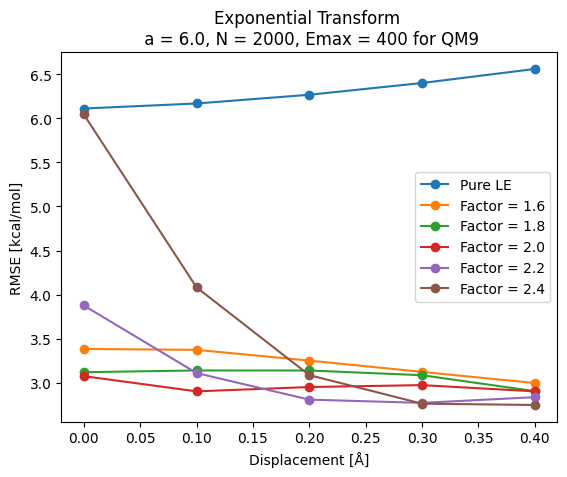 Exponential Transform
a = 6.0, N = 2000, Emax = 400 for QM9
RMSE [kcal/mol]
6.5
6.0
5.5
5.0
4.5
4.0
3.5
3.0
Pure LE
Factor = 1.6
Factor = 1.8
Factor = 2.0
Factor = 2.2
Factor = 2.4
0.00 0.05 0.10 0.15 0.20 0.25 0.30 0.35 0.40
Displacement [Å]